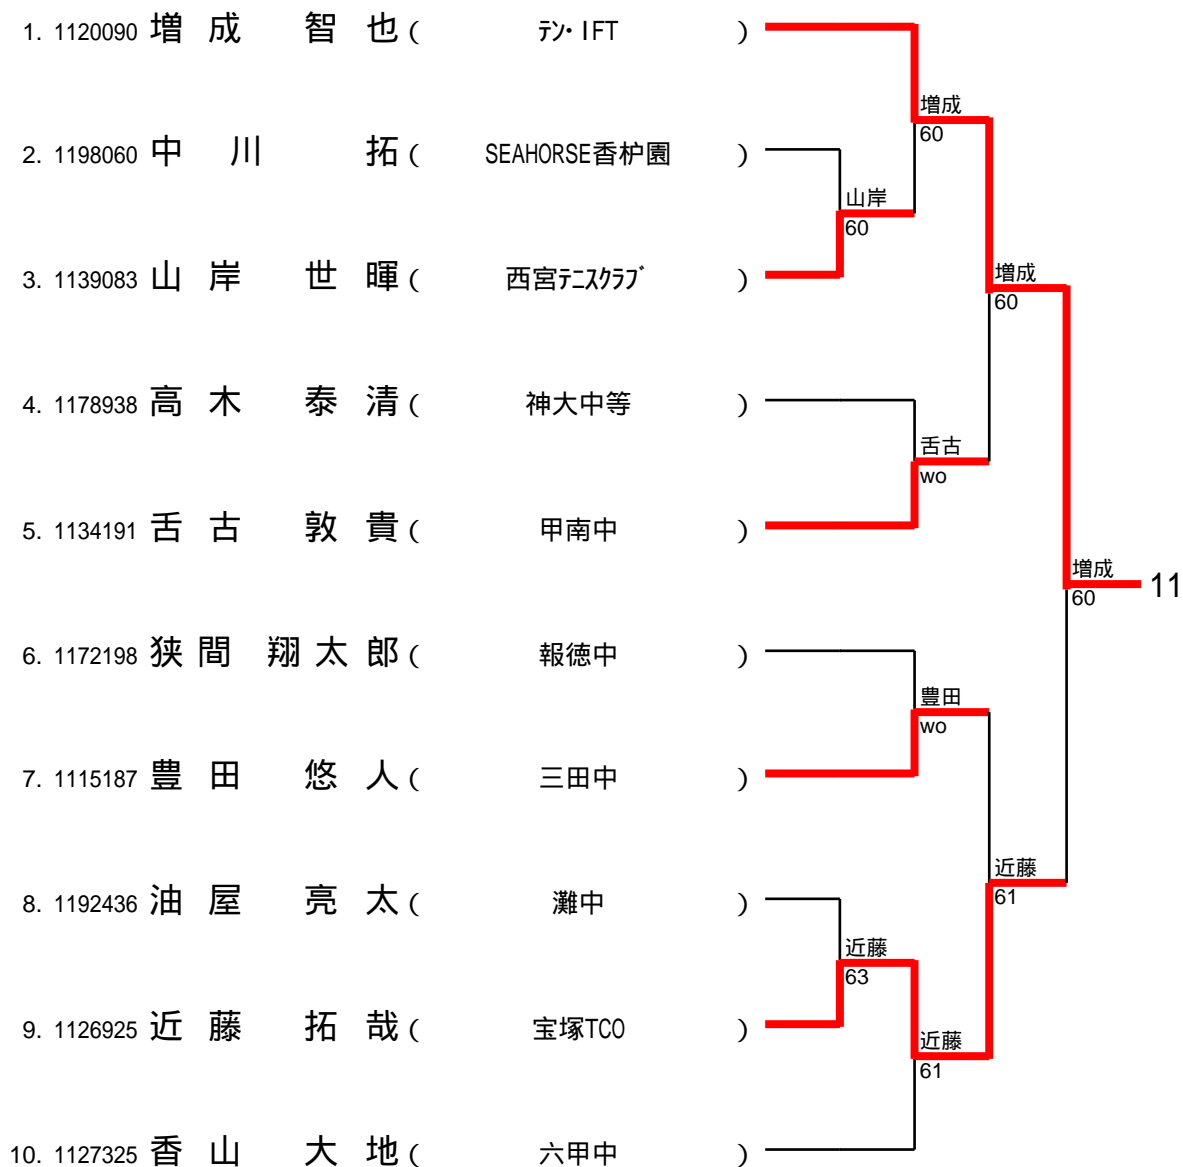 1. 1120090 増成 智也 ( テン・IFT )
増成
60
2. 1198060 中川 拓 ( SEAHORSE香枦園 )
山岸
60
3. 1139083 山岸 世暉 ( 西宮テニスクラブ )
増成
60
4. 1178938 高木 泰清 ( 神大中等 )
舌古
wo
5. 1134191 舌古 敦貴 ( 甲南中 )
増成
60
11
6. 1172198 狭間 翔太郎 ( 報徳中 )
豊田
wo
7. 1115187 豊田 悠人 ( 三田中 )
近藤
61
8. 1192436 油屋 亮太 ( 灘中 )
近藤
63
9. 1126925 近藤 拓哉 ( 宝塚TCO )
近藤
61
10. 1127325 香山 大地 ( 六甲中 )